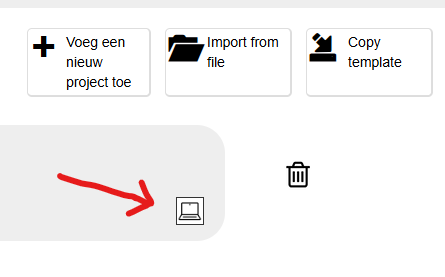 Voeg een
nieuw
project toe
Import from
file
Copy
template